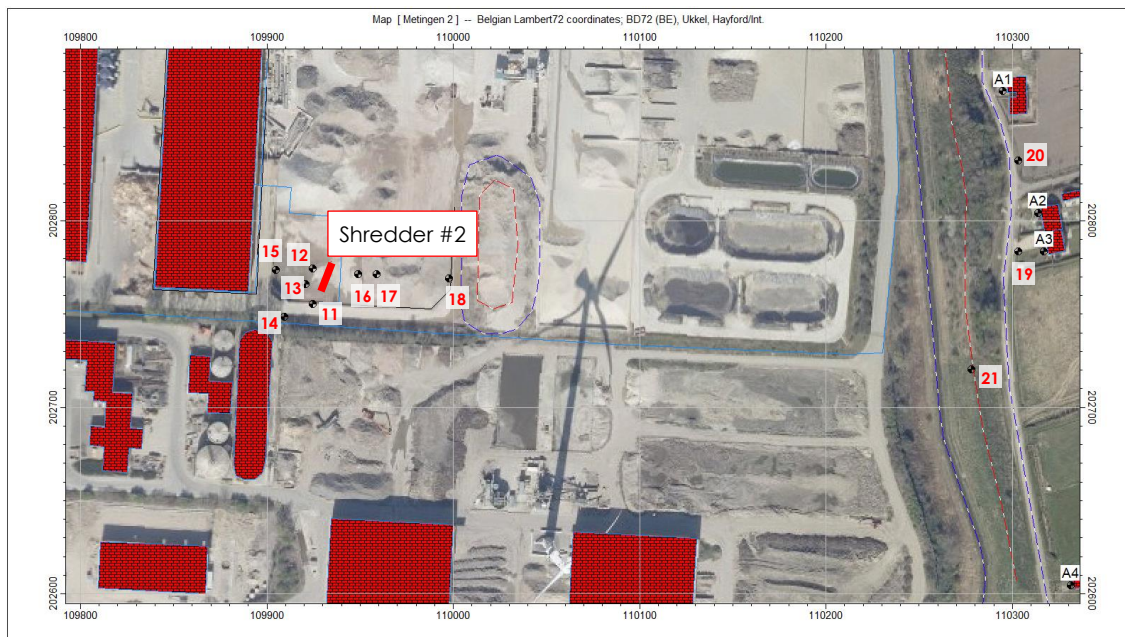 Map [ Metingen 2 ] -- Belgian Lambert72 coordinates; BD72 (BE), Ukkel, Hayford/Int.
109800 109900 110000 110100 110200 110300
A1
20
A2
202800 202800
Shredder #2
15 12 A3
13 16 17 18 19
11
14
21
202700 202700
A4
202600 202600
109800 109900 110000 110100 110200 110300